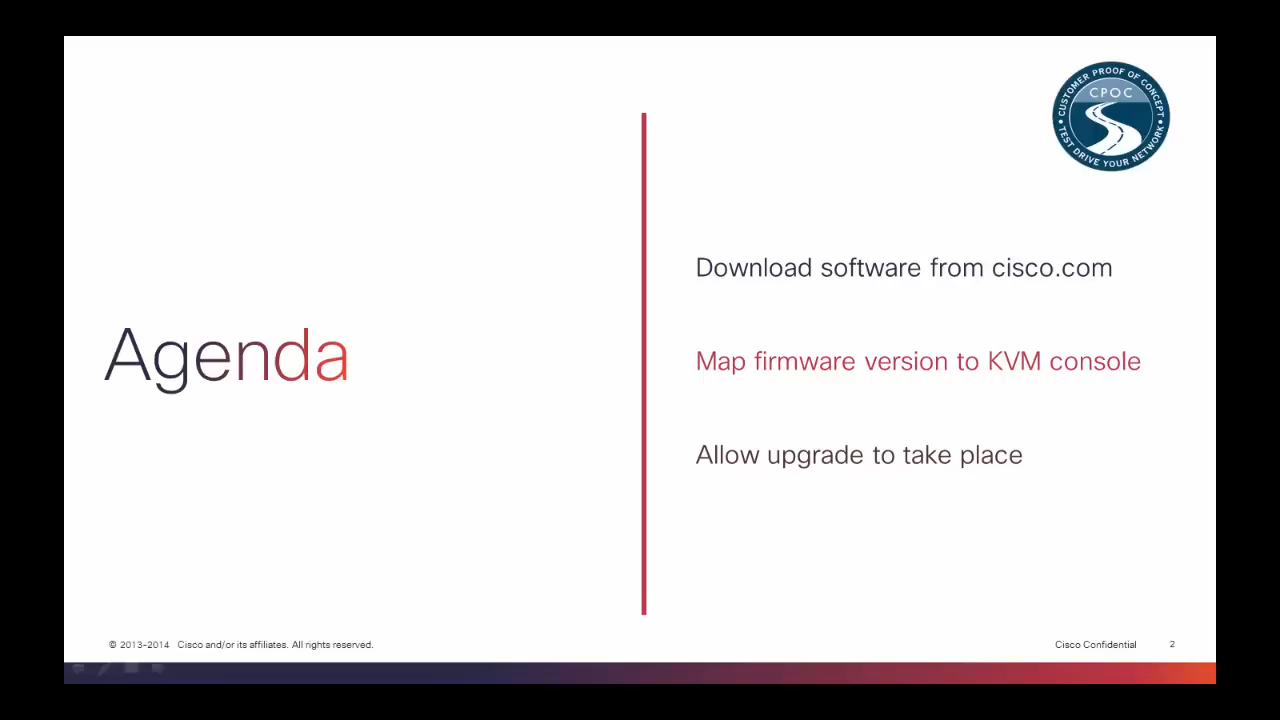 CUSTOMER PROOF OF CONCEPT
CPOC
TEST DRIVE YOUR NETWORK
Download software from cisco.com
Agenda
Map firmware version to KVM console
Allow upgrade to take place
© 2013-2014 Cisco and/or its affiliates. All rights reserved.
Cisco Confidential 2